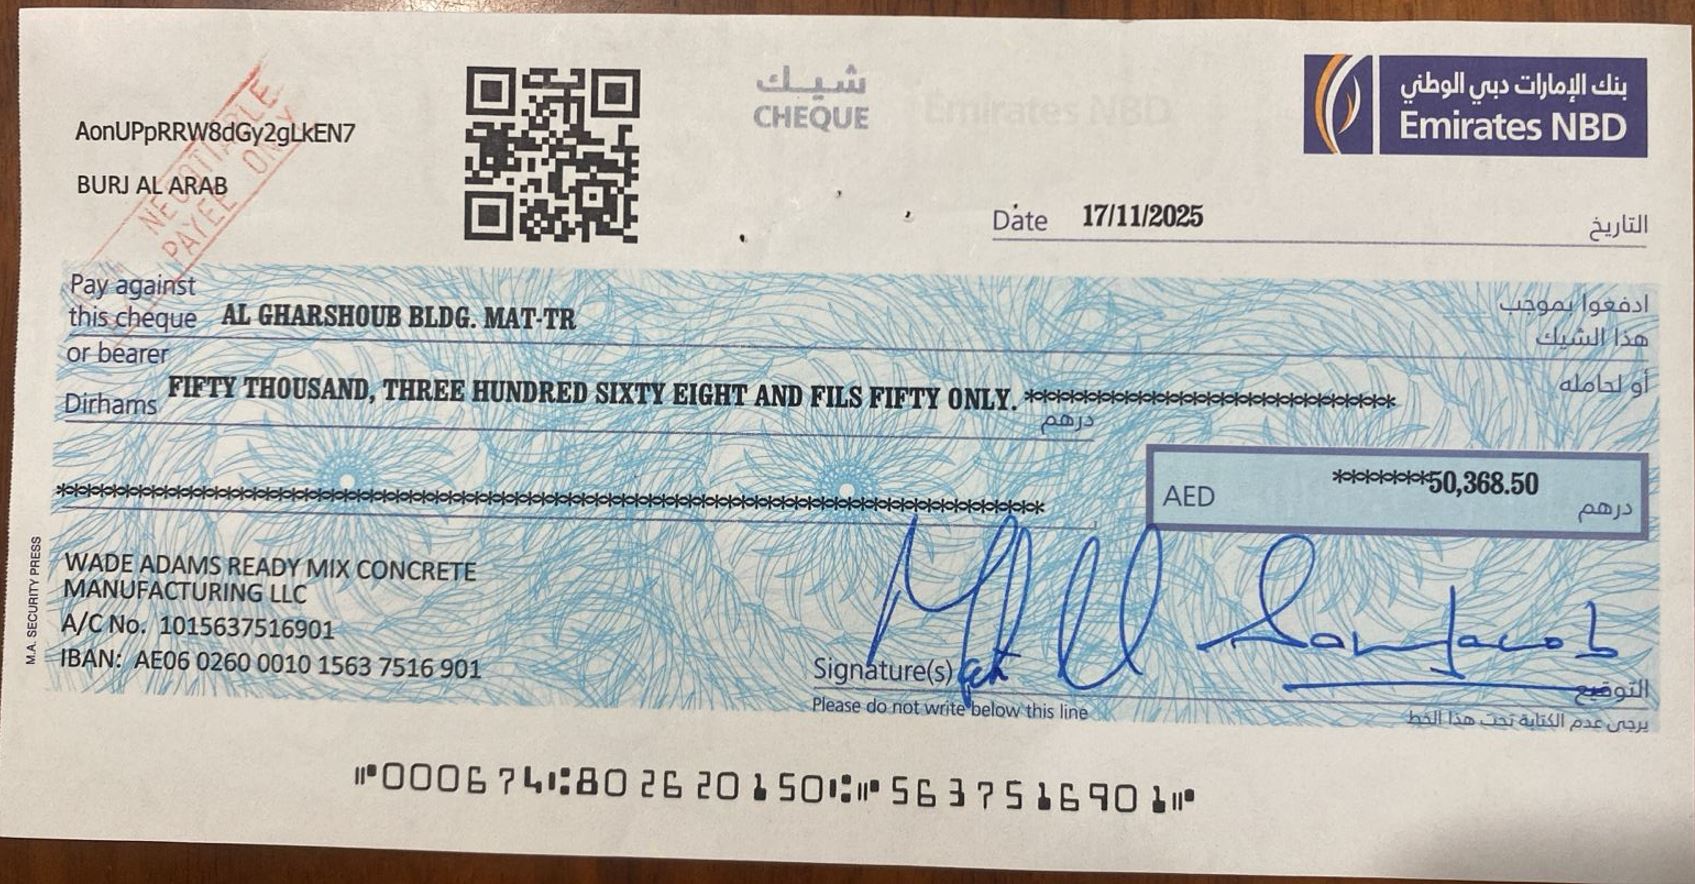 AonUPpRRW8dGy2gLkEN7
BURJ AL ARAB
NEGOTIABLE
PAYEE ONLY
شيك
CHEQUE
بنك الإمارات دبي الوطني
Emirates NBD
Date 17/11/2025 التاريخ
Pay against
this cheque AL GHARSHOUB BLDG. MAT-TR
or bearer
ادفعوا بموجب
هذا الشيك
أو لحامله
Dirhams FIFTY THOUSAND, THREE HUNDRED SIXTY EIGHT AND FILS FIFTY ONLY. ******************************
درهم
AED *******50,368.50 درهم
WADE ADAMS READY MIX CONCRETE
MANUFACTURING LLC
A/C No. 1015637516901
IBAN: AE06 0260 0010 1563 7516 901
M.A. SECURITY PRESS
Signature(s) التوقيع
Please do not write below this line
يرجى عدم الكتابة تحت هذا الخط
⑈000674⑆802620150⑆⑈5637516901⑈